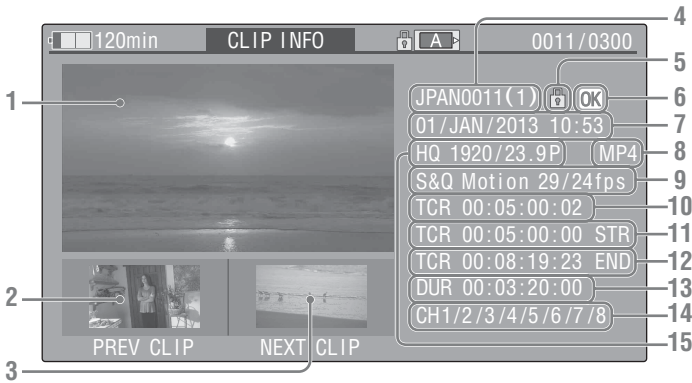 4
120min CLIP INFO A 0011/0300
5
1 JPAN0011(1) OK 6
01/JAN/2013 10:53 7
HQ 1920/23.9P MP4 8
S&Q Motion 29/24fps 9
TCR 00:05:00:02 10
TCR 00:05:00:00 STR 11
TCR 00:08:19:23 END 12
2 DUR 00:03:20:00 13
CH1/2/3/4/5/6/7/8 14
PREV CLIP NEXT CLIP 15
3